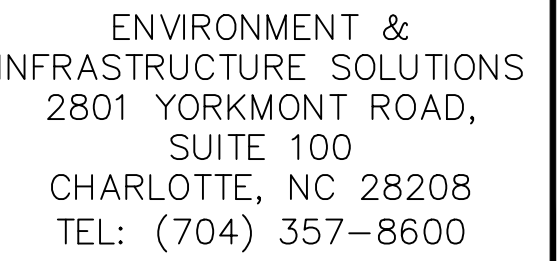 ENVIRONMENT &
INFRASTRUCTURE SOLUTIONS
2801 YORKMONT ROAD,
SUITE 100
CHARLOTTE, NC 28208
TEL: (704) 357-8600